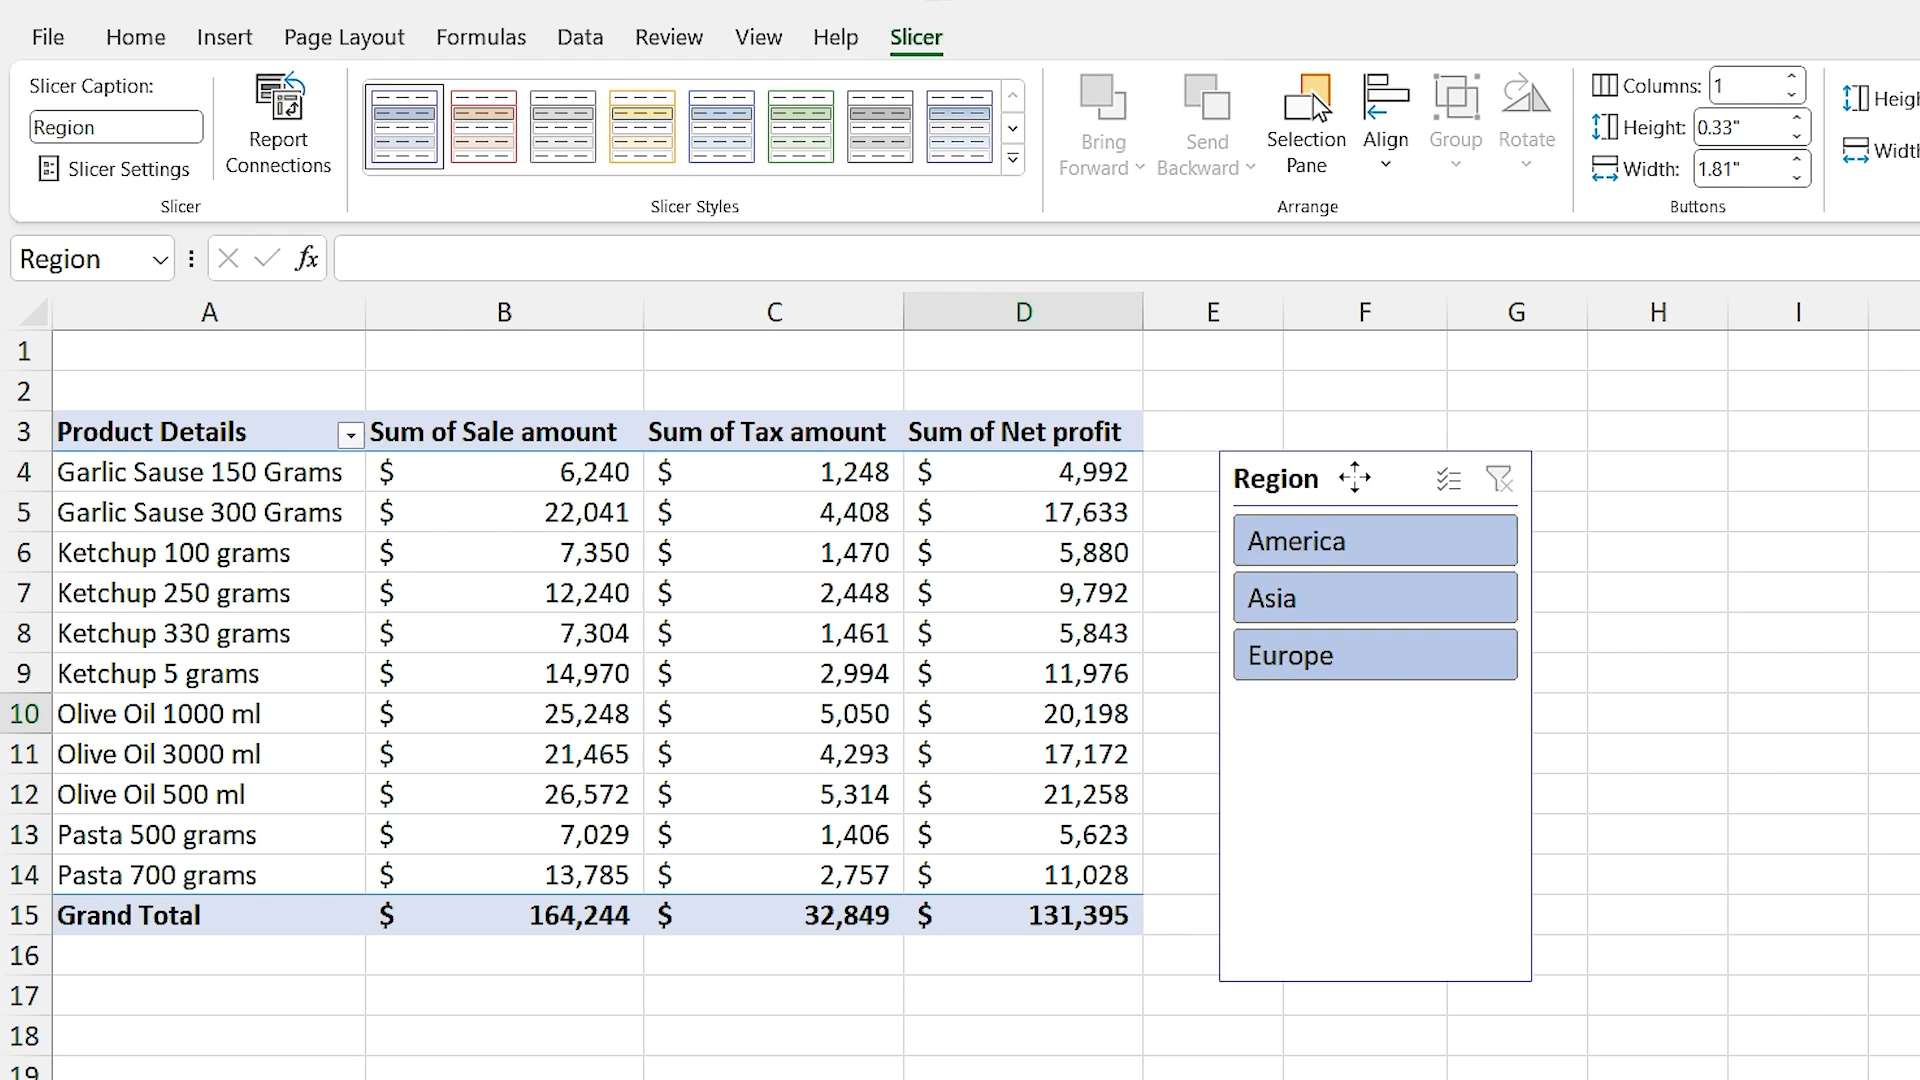 File Home Insert Page Layout Formulas Data Review View Help Slicer
Slicer Caption:
Region
Slicer Settings
Report
Connections
Slicer
Slicer Styles
Bring
Forward
Send
Backward
Selection
Pane
Align
Group
Rotate
Arrange
Columns: 1
Height: 0.33"
Width: 1.81"
Buttons
Region fx
A B C D E F G H I
1
2
3 Product Details Sum of Sale amount Sum of Tax amount Sum of Net profit
4 Garlic Sause 150 Grams $ 6,240 $ 1,248 $ 4,992
5 Garlic Sause 300 Grams $ 22,041 $ 4,408 $ 17,633
6 Ketchup 100 grams $ 7,350 $ 1,470 $ 5,880
7 Ketchup 250 grams $ 12,240 $ 2,448 $ 9,792
8 Ketchup 330 grams $ 7,304 $ 1,461 $ 5,843
9 Ketchup 5 grams $ 14,970 $ 2,994 $ 11,976
10 Olive Oil 1000 ml $ 25,248 $ 5,050 $ 20,198
11 Olive Oil 3000 ml $ 21,465 $ 4,293 $ 17,172
12 Olive Oil 500 ml $ 26,572 $ 5,314 $ 21,258
13 Pasta 500 grams $ 7,029 $ 1,406 $ 5,623
14 Pasta 700 grams $ 13,785 $ 2,757 $ 11,028
15 Grand Total $ 164,244 $ 32,849 $ 131,395
16
17
18
19
Region
America
Asia
Europe